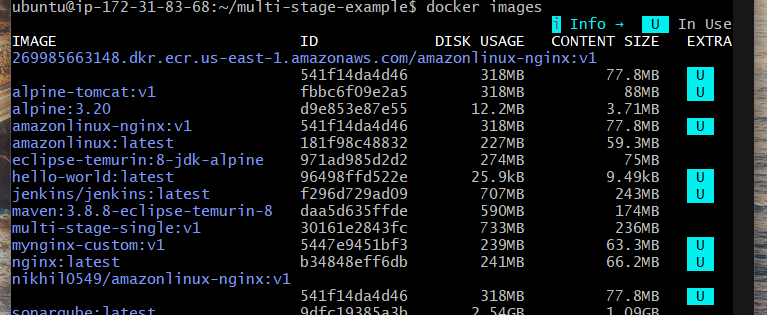 ubuntu@ip-172-31-83-68:~/multi-stage-example$ docker images
i Info → U In Use
IMAGE ID DISK USAGE CONTENT SIZE EXTRA
269985663148.dkr.ecr.us-east-1.amazonaws.com/amazonlinux-nginx:v1
541f14da4d46 318MB 77.8MB U
alpine-tomcat:v1 fbbc6f09e2a5 318MB 88MB U
alpine:3.20 d9e853e87e55 12.2MB 3.71MB
amazonlinux-nginx:v1 541f14da4d46 318MB 77.8MB U
amazonlinux:latest 181f98c48832 227MB 59.3MB
eclipse-temurin:8-jdk-alpine 971ad985d2d2 274MB 75MB
hello-world:latest 96498ffd522e 25.9kB 9.49kB U
jenkins/jenkins:latest f296d729ad09 707MB 243MB U
maven:3.8.8-eclipse-temurin-8 daa5d635ffde 590MB 174MB
multi-stage-single:v1 30161e2843fc 733MB 236MB
mynginx-custom:v1 5447e9451bf3 239MB 63.3MB U
nginx:latest b34848eff6db 241MB 66.2MB U
nikhil0549/amazonlinux-nginx:v1
541f14da4d46 318MB 77.8MB U
sonarqube:latest 9dfc19385a3b 2.54GB 1.09GB